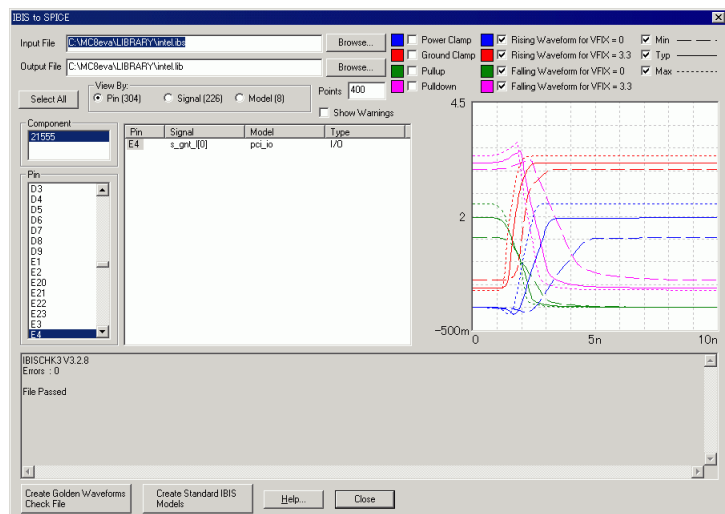 IBIS to SPICE
Input File C:\MC8eva\LIBRARY\intel.ibs Browse...
Output File C:\MC8eva\LIBRARY\intel.lib Browse...
Power Clamp Rising Waveform for VFIX = 0 Min
Ground Clamp Rising Waveform for VFIX = 3.3 Typ
Pullup Falling Waveform for VFIX = 0 Max
Pulldown Falling Waveform for VFIX = 3.3
Select All
View By:
Pin (304) Signal (226) Model (8)
Points 400
Show Warnings
Component
21555
Pin
D3
D4
D5
D6
D7
D8
D9
E1
E2
E20
E21
E22
E23
E3
E4
Pin Signal Model Type
E4 s_gnt_l[0] pci_io I/O
4.5
2
-500m
0 5n 10n
IBISCHK3 V3.2.8
Errors : 0
File Passed
Create Golden Waveforms Check File
Create Standard IBIS Models
Help...
Close